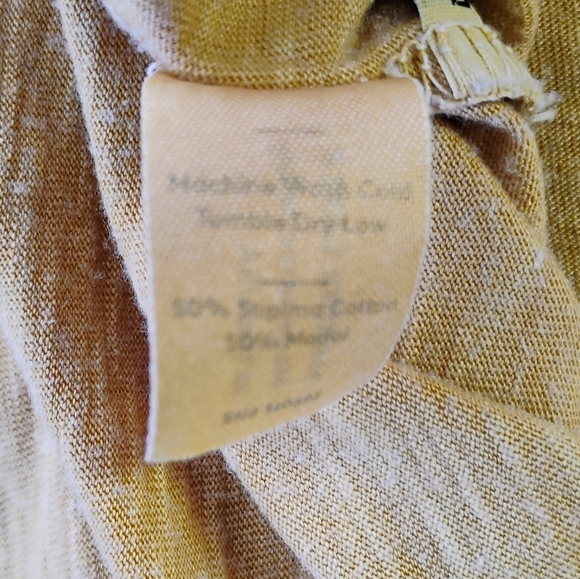 Machine Wash Cold
Tumble Dry Low
50% Supima Cotton
50% Modal